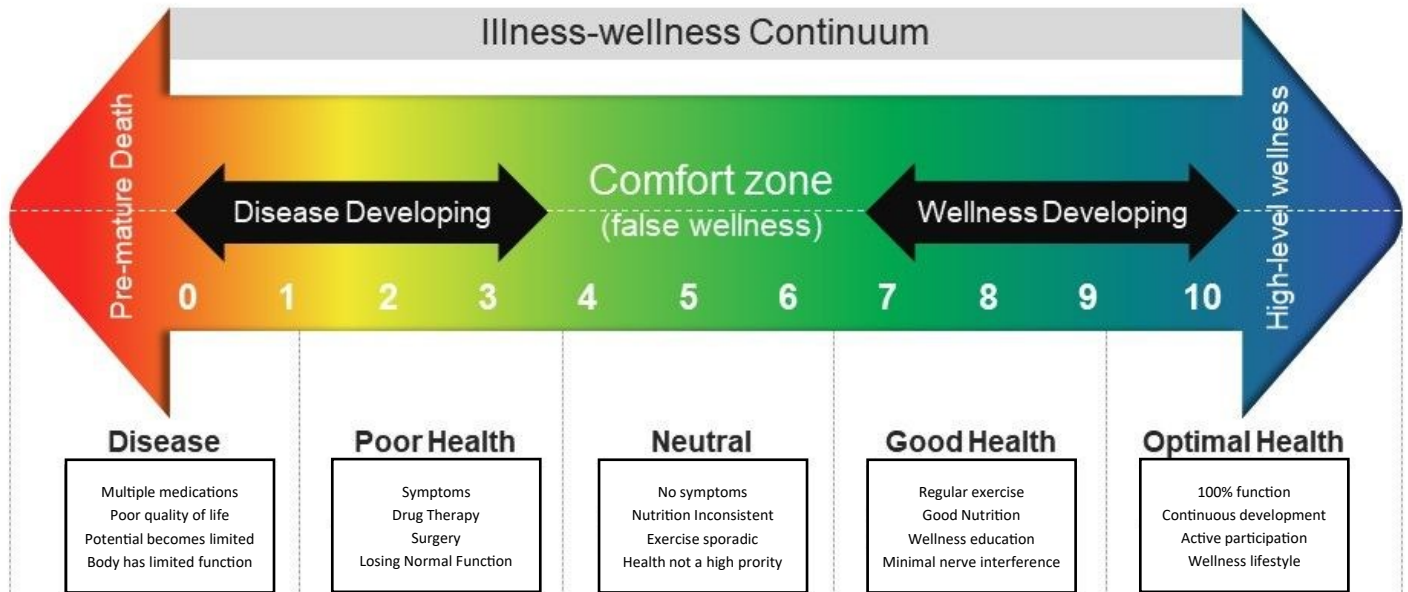 Illness-wellness Continuum
Pre-mature Death
Disease Developing
Comfort zone
(false wellness)
Wellness Developing
High-level wellness
0 1 2 3 4 5 6 7 8 9 10
Disease
Multiple medications
Poor quality of life
Potential becomes limited
Body has limited function
Poor Health
Symptoms
Drug Therapy
Surgery
Losing Normal Function
Neutral
No symptoms
Nutrition Inconsistent
Exercise sporadic
Health not a high prority
Good Health
Regular exercise
Good Nutrition
Wellness education
Minimal nerve interference
Optimal Health
100% function
Continuous development
Active participation
Wellness lifestyle